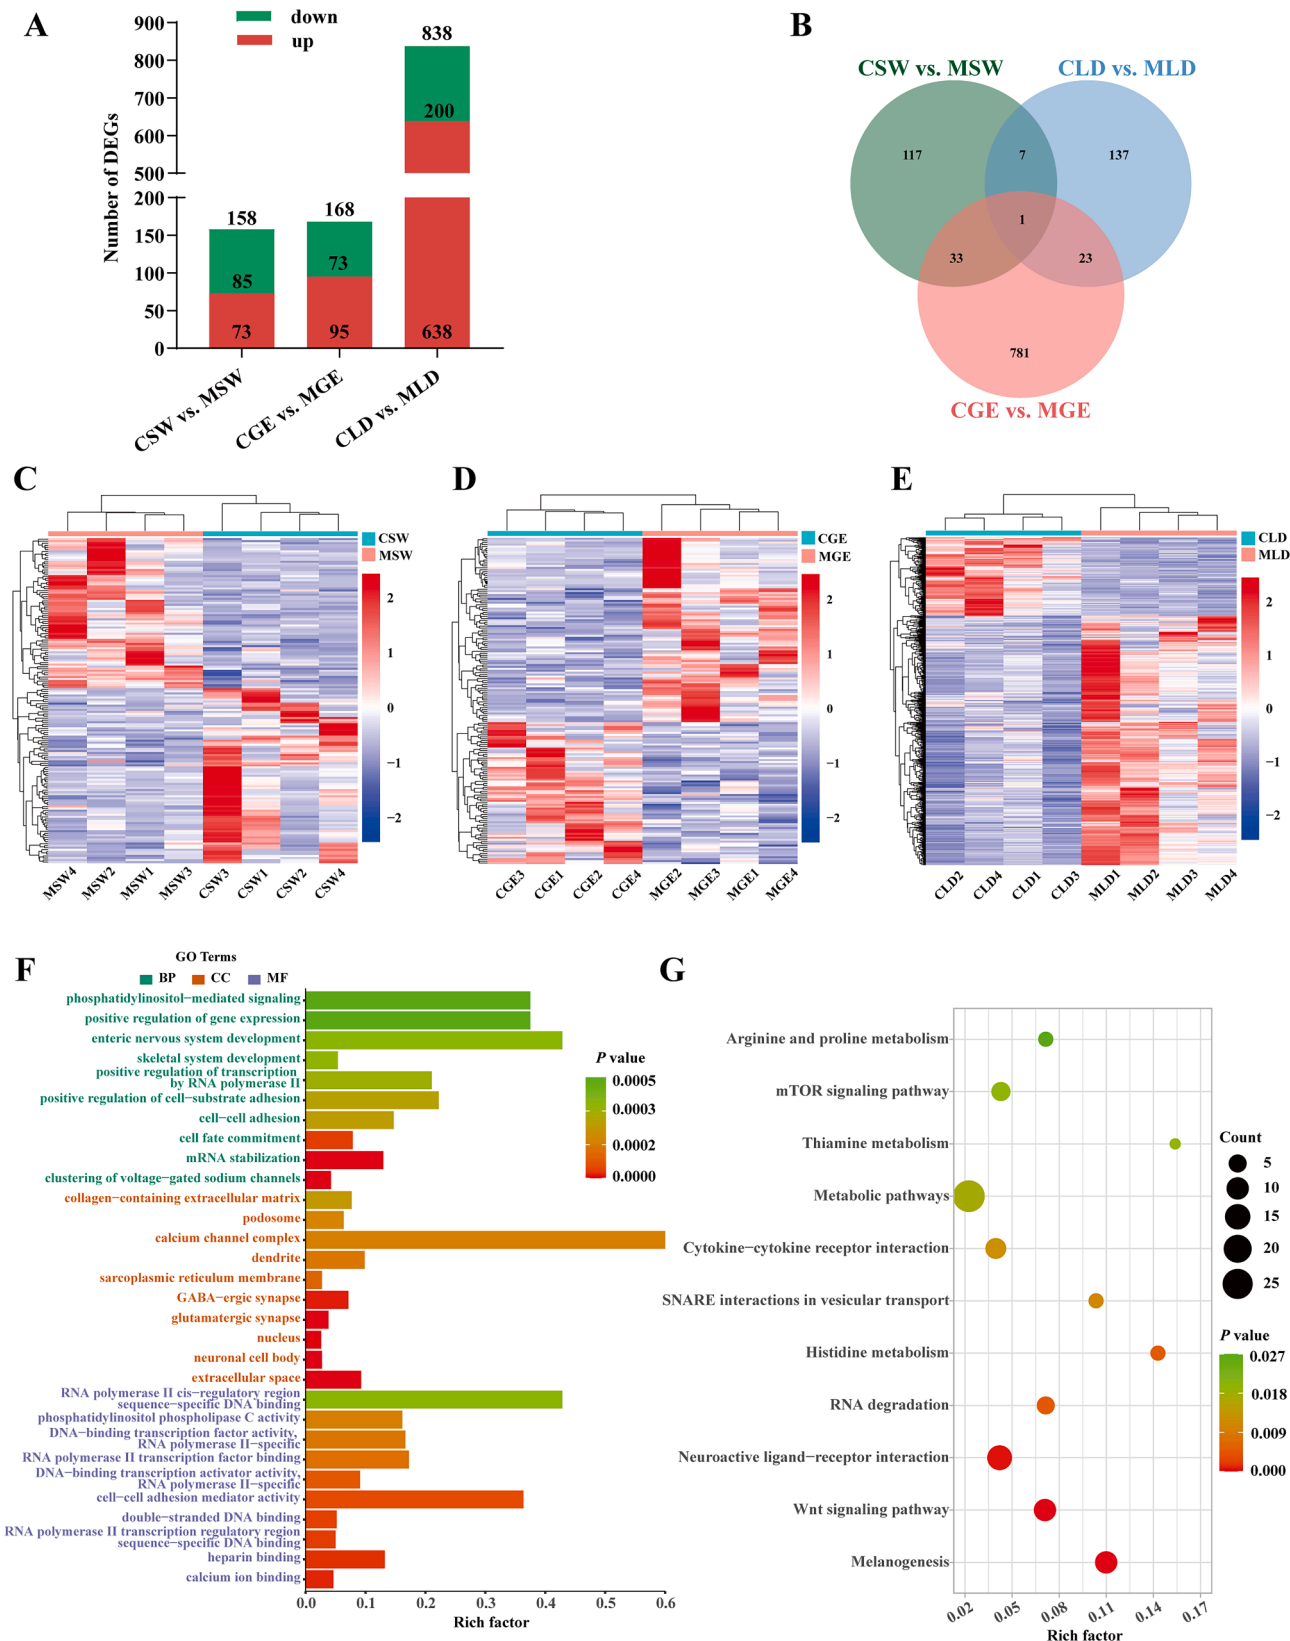 A
down
up
Number of DEGs
900
800
700
600
500
200
150
100
50
0
158
85
73
168
73
95
838
200
638
CSW vs. MSW
CGE vs. MGE
CLD vs. MLD
B
CSW vs. MSW
CLD vs. MLD
117
7
137
1
33
23
781
CGE vs. MGE
C
CSW
MSW
2
1
0
−1
−2
MSW4
MSW2
MSW1
MSW3
CSW3
CSW1
CSW2
CSW4
D
CGE
MGE
2
1
0
−1
−2
CGE3
CGE1
CGE2
CGE4
MGE2
MGE3
MGE1
MGE4
E
CLD
MLD
2
1
0
−1
−2
CLD2
CLD4
CLD1
CLD3
MLD1
MLD2
MLD3
MLD4
F
GO Terms
BP CC MF
phosphatidylinositol−mediated signaling
positive regulation of gene expression
enteric nervous system development
skeletal system development
positive regulation of transcription
by RNA polymerase II
positive regulation of cell−substrate adhesion
cell−cell adhesion
cell fate commitment
mRNA stabilization
clustering of voltage−gated sodium channels
collagen−containing extracellular matrix
podosome
calcium channel complex
dendrite
sarcoplasmic reticulum membrane
GABA−ergic synapse
glutamatergic synapse
nucleus
neuronal cell body
extracellular space
RNA polymerase II cis−regulatory region
sequence−specific DNA binding
phosphatidylinositol phospholipase C activity
DNA−binding transcription factor activity,
RNA polymerase II−specific
RNA polymerase II transcription factor binding
DNA−binding transcription activator activity,
RNA polymerase II−specific
cell−cell adhesion mediator activity
double−stranded DNA binding
RNA polymerase II transcription regulatory region
sequence−specific DNA binding
heparin binding
calcium ion binding
0.0 0.1 0.2 0.3 0.4 0.5 0.6
Rich factor
P value
0.0005
0.0003
0.0002
0.0000
G
Arginine and proline metabolism
mTOR signaling pathway
Thiamine metabolism
Metabolic pathways
Cytokine−cytokine receptor interaction
SNARE interactions in vesicular transport
Histidine metabolism
RNA degradation
Neuroactive ligand−receptor interaction
Wnt signaling pathway
Melanogenesis
0.02 0.05 0.08 0.11 0.14 0.17
Rich factor
Count
5
10
15
20
25
P value
0.027
0.018
0.009
0.000